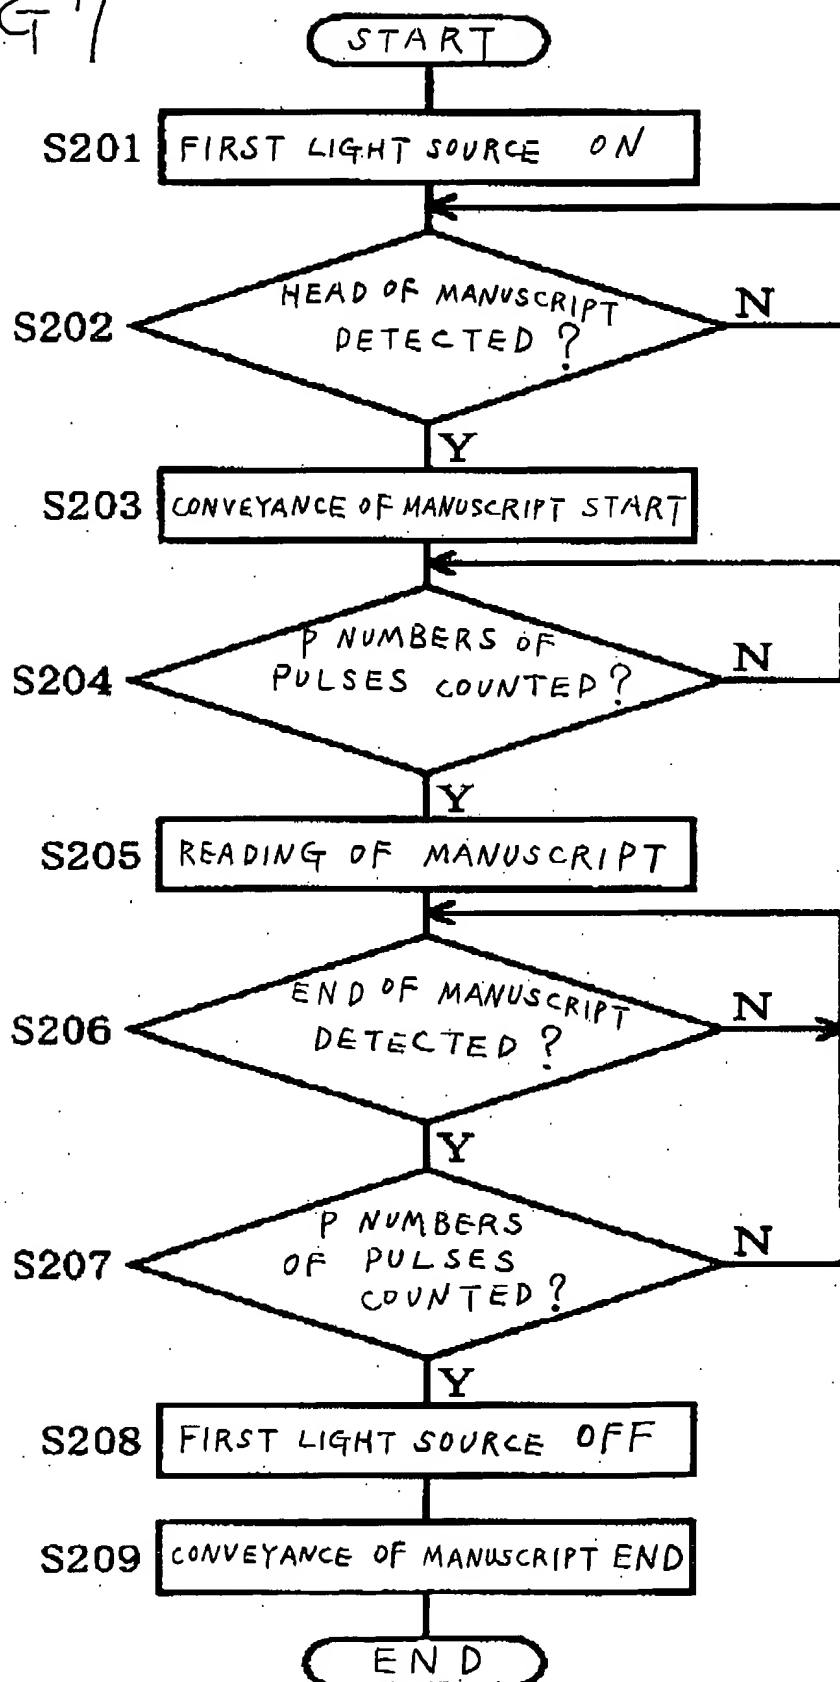 G 7
START
S201 FIRST LIGHT SOURCE ON
S202 HEAD OF MANUSCRIPT
DETECTED ?
N
Y
S203 CONVEYANCE OF MANUSCRIPT START
P NUMBERS OF
S204 PULSES COUNTED ?
N
Y
S205 READING OF MANUSCRIPT
END OF MANUSCRIPT
S206 DETECTED ?
N
Y
P NUMBERS
S207 OF PULSES
COUNTED ?
N
Y
S208 FIRST LIGHT SOURCE OFF
S209 CONVEYANCE OF MANUSCRIPT END
END